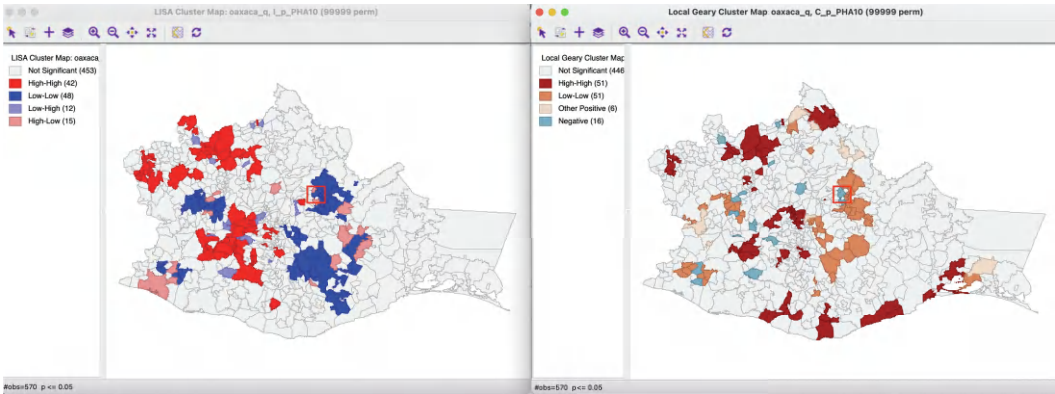 LISA Cluster Map: oaxaca_q, I_p_PHA10 (99999 perm)
LISA Cluster Map: oaxaca_
Not Significant (453)
High-High (42)
Low-Low (48)
Low-High (12)
High-Low (15)
#obs=570 p<= 0.05
Local Geary Cluster Map oaxaca_q, C_p_PHA10 (99999 perm)
Local Geary Cluster Map
Not Significant (446
High-High (51)
Low-Low (51)
Other Positive (6)
Negative (16)
#obs=570 p<= 0.05